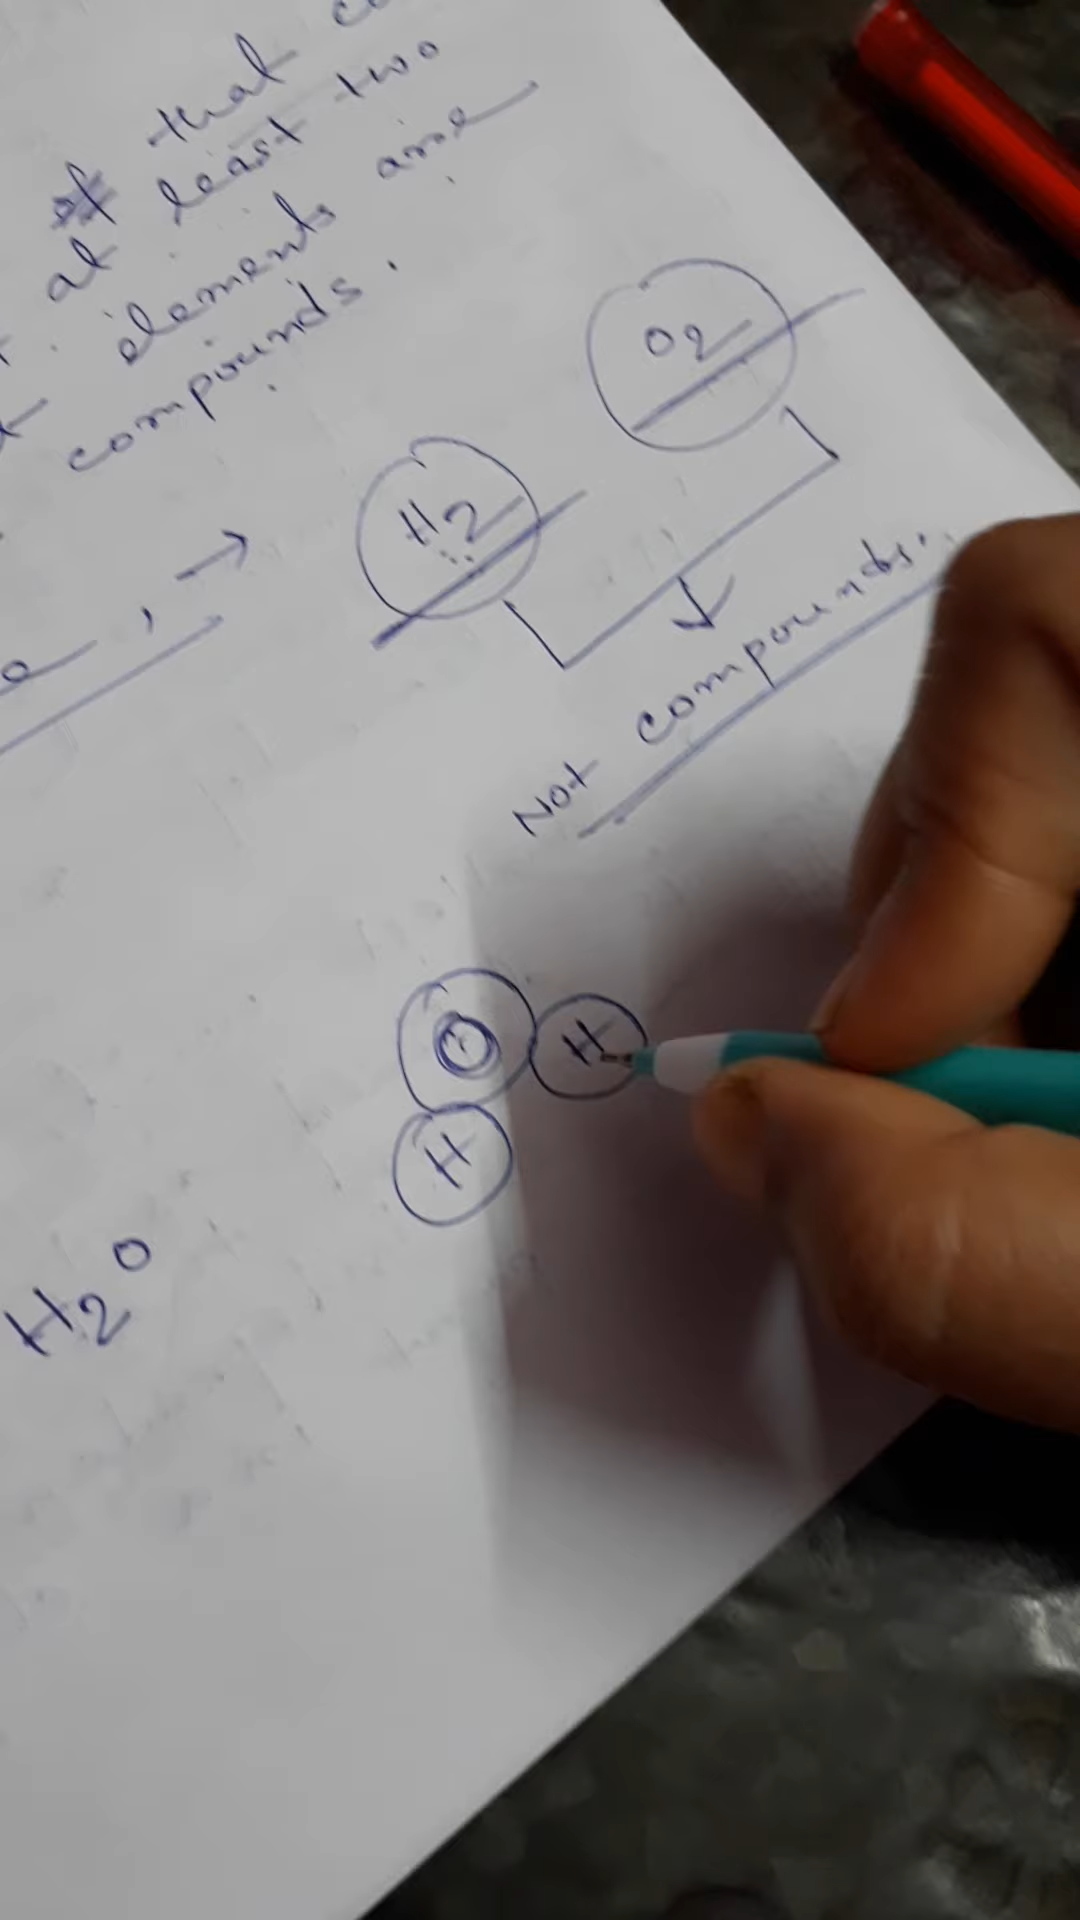 that
at least two
elements are
compounds.
→
H2
O2
Not compounds.
O H
H
H2O